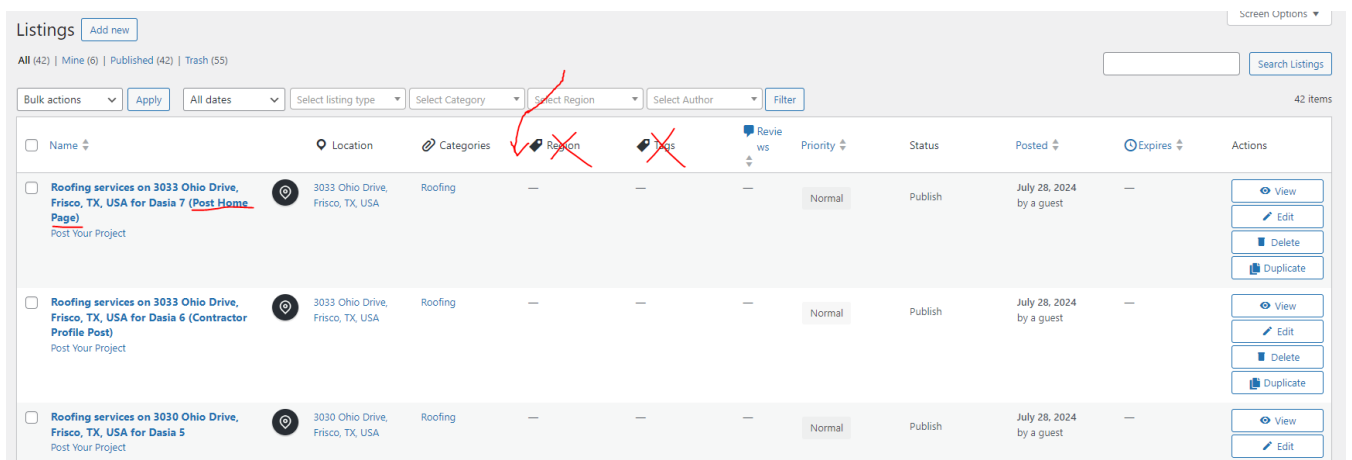 Screen Options
Listings Add new
All (42) | Mine (6) | Published (42) | Trash (55)
Search Listings
Bulk actions Apply All dates Select listing type Select Category Select Region Select Author Filter 42 items
Name Location Categories Region Tags Reviews Priority Status Posted Expires Actions
Roofing services on 3033 Ohio Drive,
Frisco, TX, USA for Dasia 7 (Post Home
Page)
Post Your Project
3033 Ohio Drive,
Frisco, TX, USA
Roofing
—
—
—
Normal
Publish
July 28, 2024
by a guest
—
View
Edit
Delete
Duplicate
Roofing services on 3033 Ohio Drive,
Frisco, TX, USA for Dasia 6 (Contractor
Profile Post)
Post Your Project
3033 Ohio Drive,
Frisco, TX, USA
Roofing
—
—
—
Normal
Publish
July 28, 2024
by a guest
—
View
Edit
Delete
Duplicate
Roofing services on 3030 Ohio Drive,
Frisco, TX, USA for Dasia 5
Post Your Project
3030 Ohio Drive,
Frisco, TX, USA
Roofing
—
—
—
Normal
Publish
July 28, 2024
by a guest
—
View
Edit